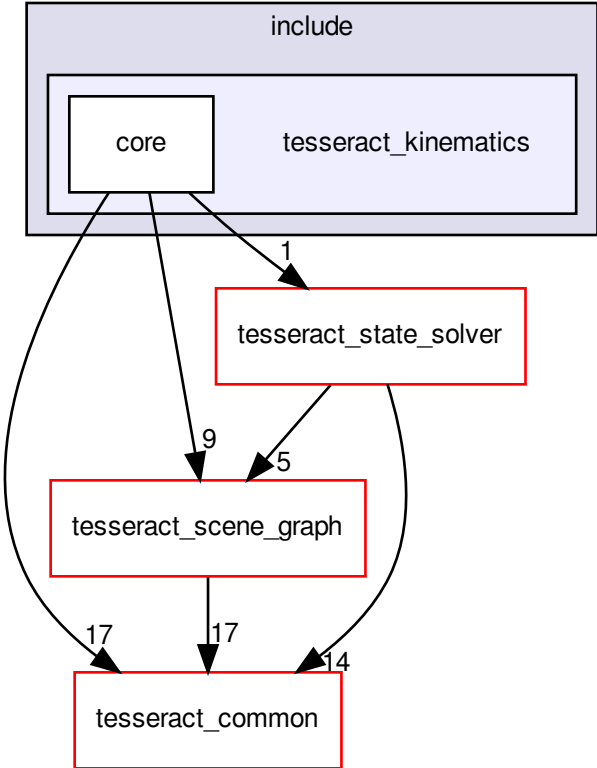 include
core
tesseract_kinematics
1
tesseract_state_solver
9
5
tesseract_scene_graph
17
17
14
tesseract_common